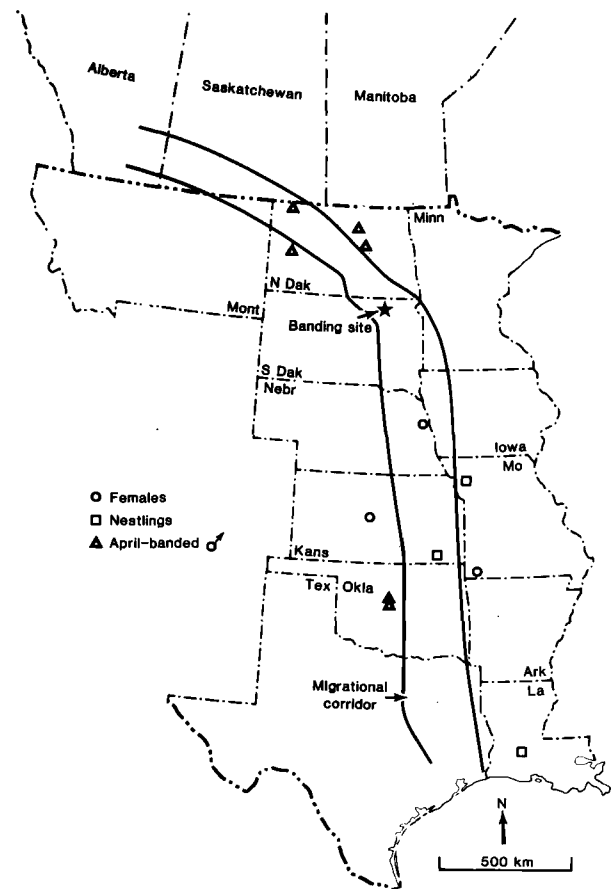 Alberta
Saskatchewan
Manitoba
Minn
N Dak
Mont
Banding site
S Dak
Nebr
Iowa
Mo
Females
Nestlings
April-banded
Kans
Tex Okla
Migrational
corridor
Ark
La
N
500 km